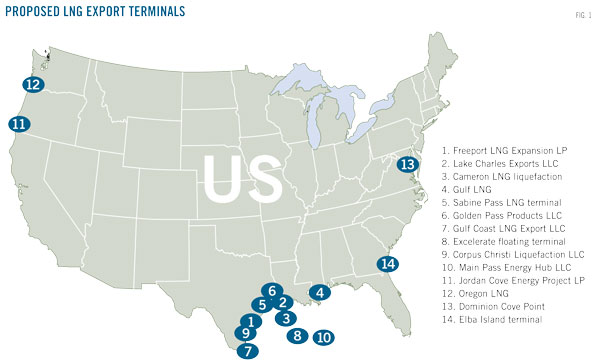 PROPOSED LNG EXPORT TERMINALS
FIG. 1
12
11
US
13
1. Freeport LNG Expansion LP
2. Lake Charles Exports LLC
3. Cameron LNG liquefaction
4. Gulf LNG
5. Sabine Pass LNG terminal
6. Golden Pass Products LLC
7. Gulf Coast LNG Export LLC
8. Excelerate floating terminal
9. Corpus Christi Liquefaction LLC
10. Main Pass Energy Hub LLC
11. Jordan Cove Energy Project LP
12. Oregon LNG
13. Dominion Cove Point
14. Elba Island terminal
14
6
4
5
2
3
1
9
8
10
7